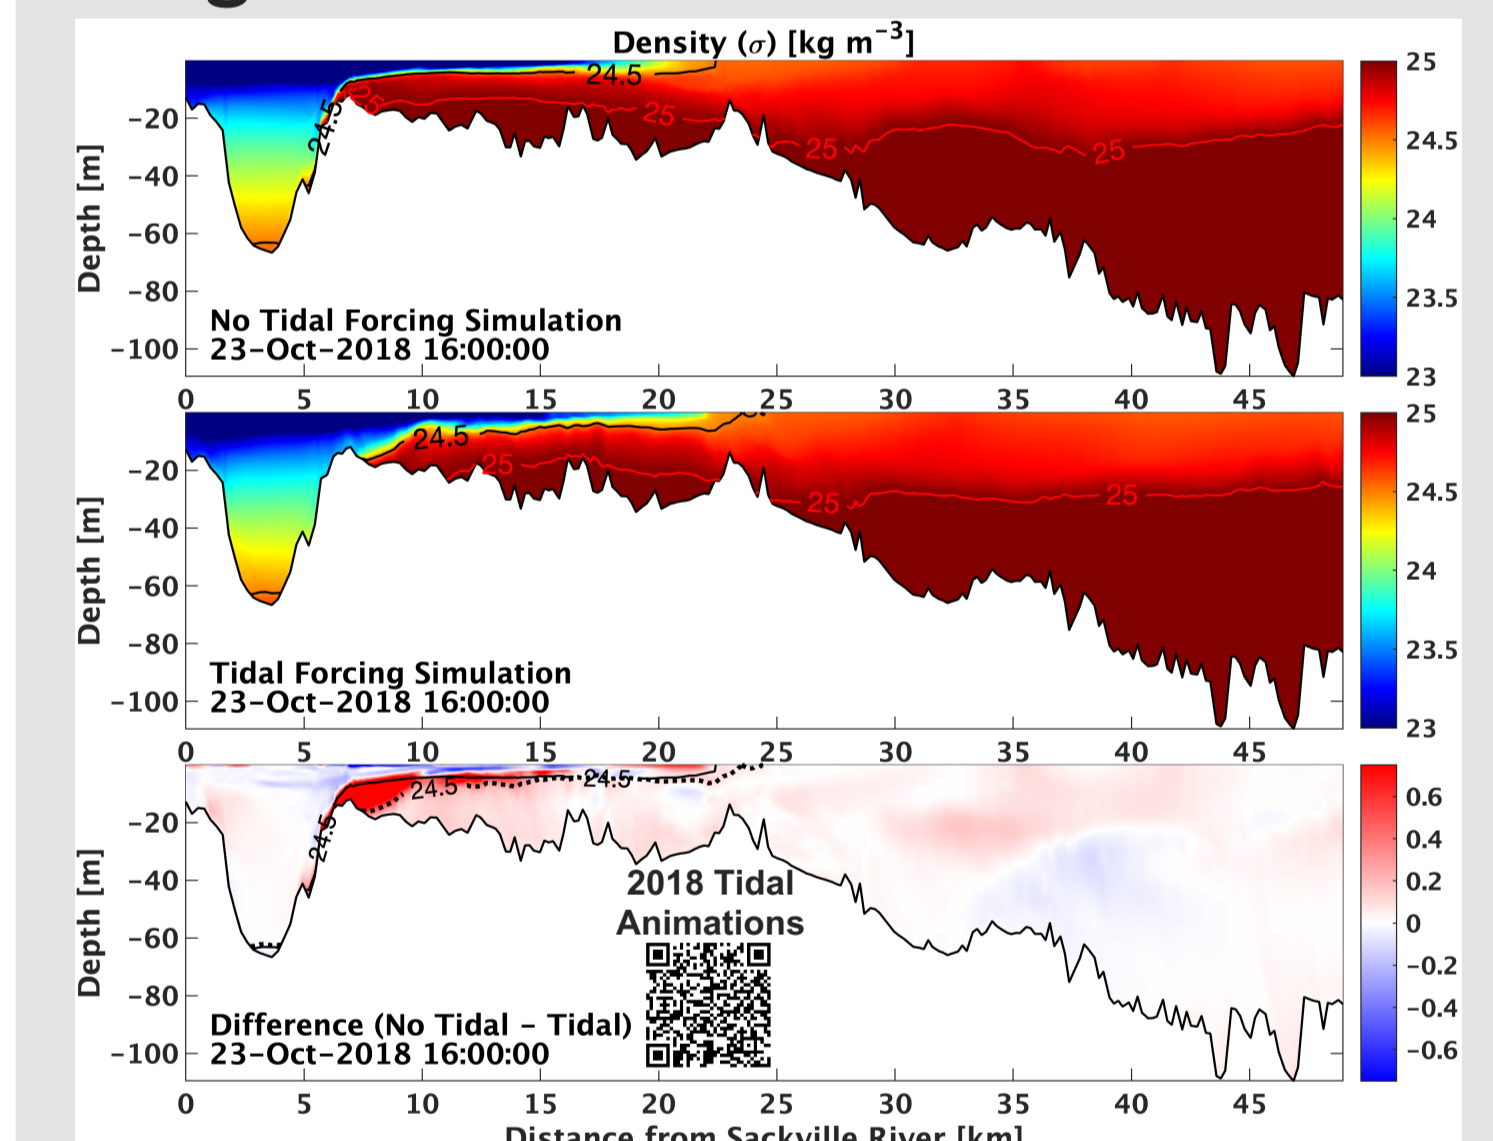 Density (σ) [kg m⁻³]
24.5
24.5
25
25
25
25
−20
−40
−60
−80
−100
Depth [m]
No Tidal Forcing Simulation
23-Oct-2018 16:00:00
0 5 10 15 20 25 30 35 40 45
25
24.5
24
23.5
23
24.5
25
25
25
−20
−40
−60
−80
−100
Depth [m]
Tidal Forcing Simulation
23-Oct-2018 16:00:00
0 5 10 15 20 25 30 35 40 45
25
24.5
24
23.5
23
24.5
24.5
24.5
−20
−40
−60
−80
−100
Depth [m]
2018 Tidal
Animations
Difference (No Tidal – Tidal)
23-Oct-2018 16:00:00
0 5 10 15 20 25 30 35 40 45
0.6
0.4
0.2
0
−0.2
−0.4
−0.6
Distance from Sackville River [km]